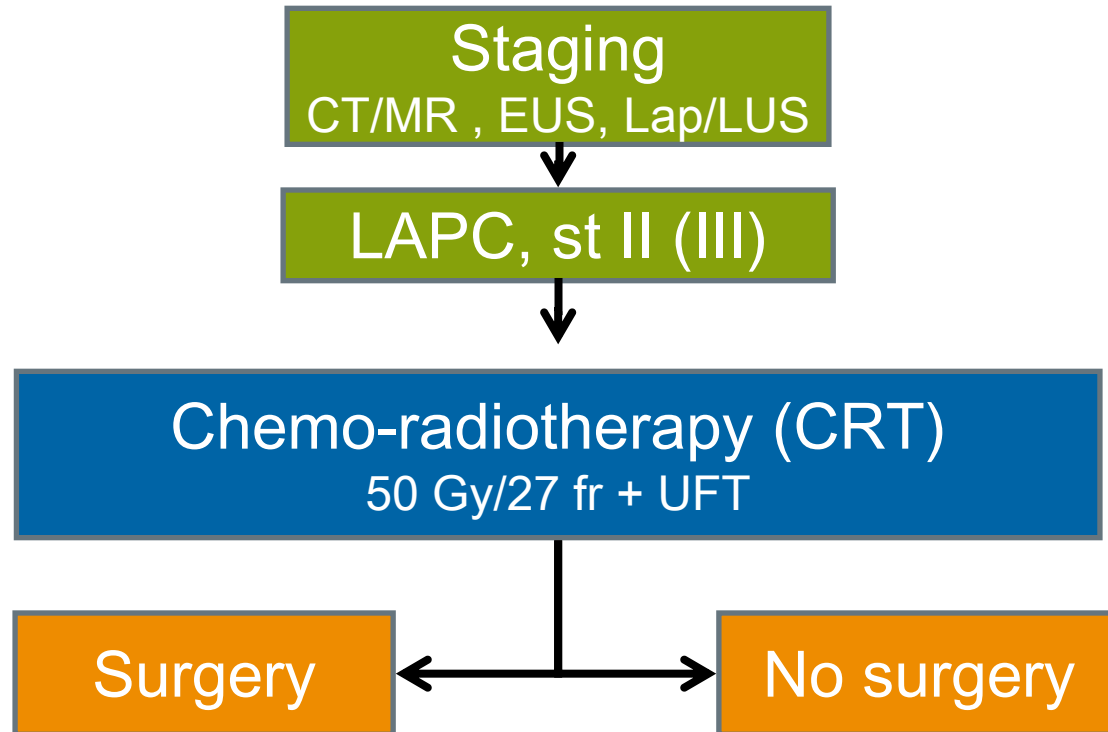 Staging
CT/MR , EUS, Lap/LUS
LAPC, st II (III)
Chemo-radiotherapy (CRT)
50 Gy/27 fr + UFT
Surgery
No surgery